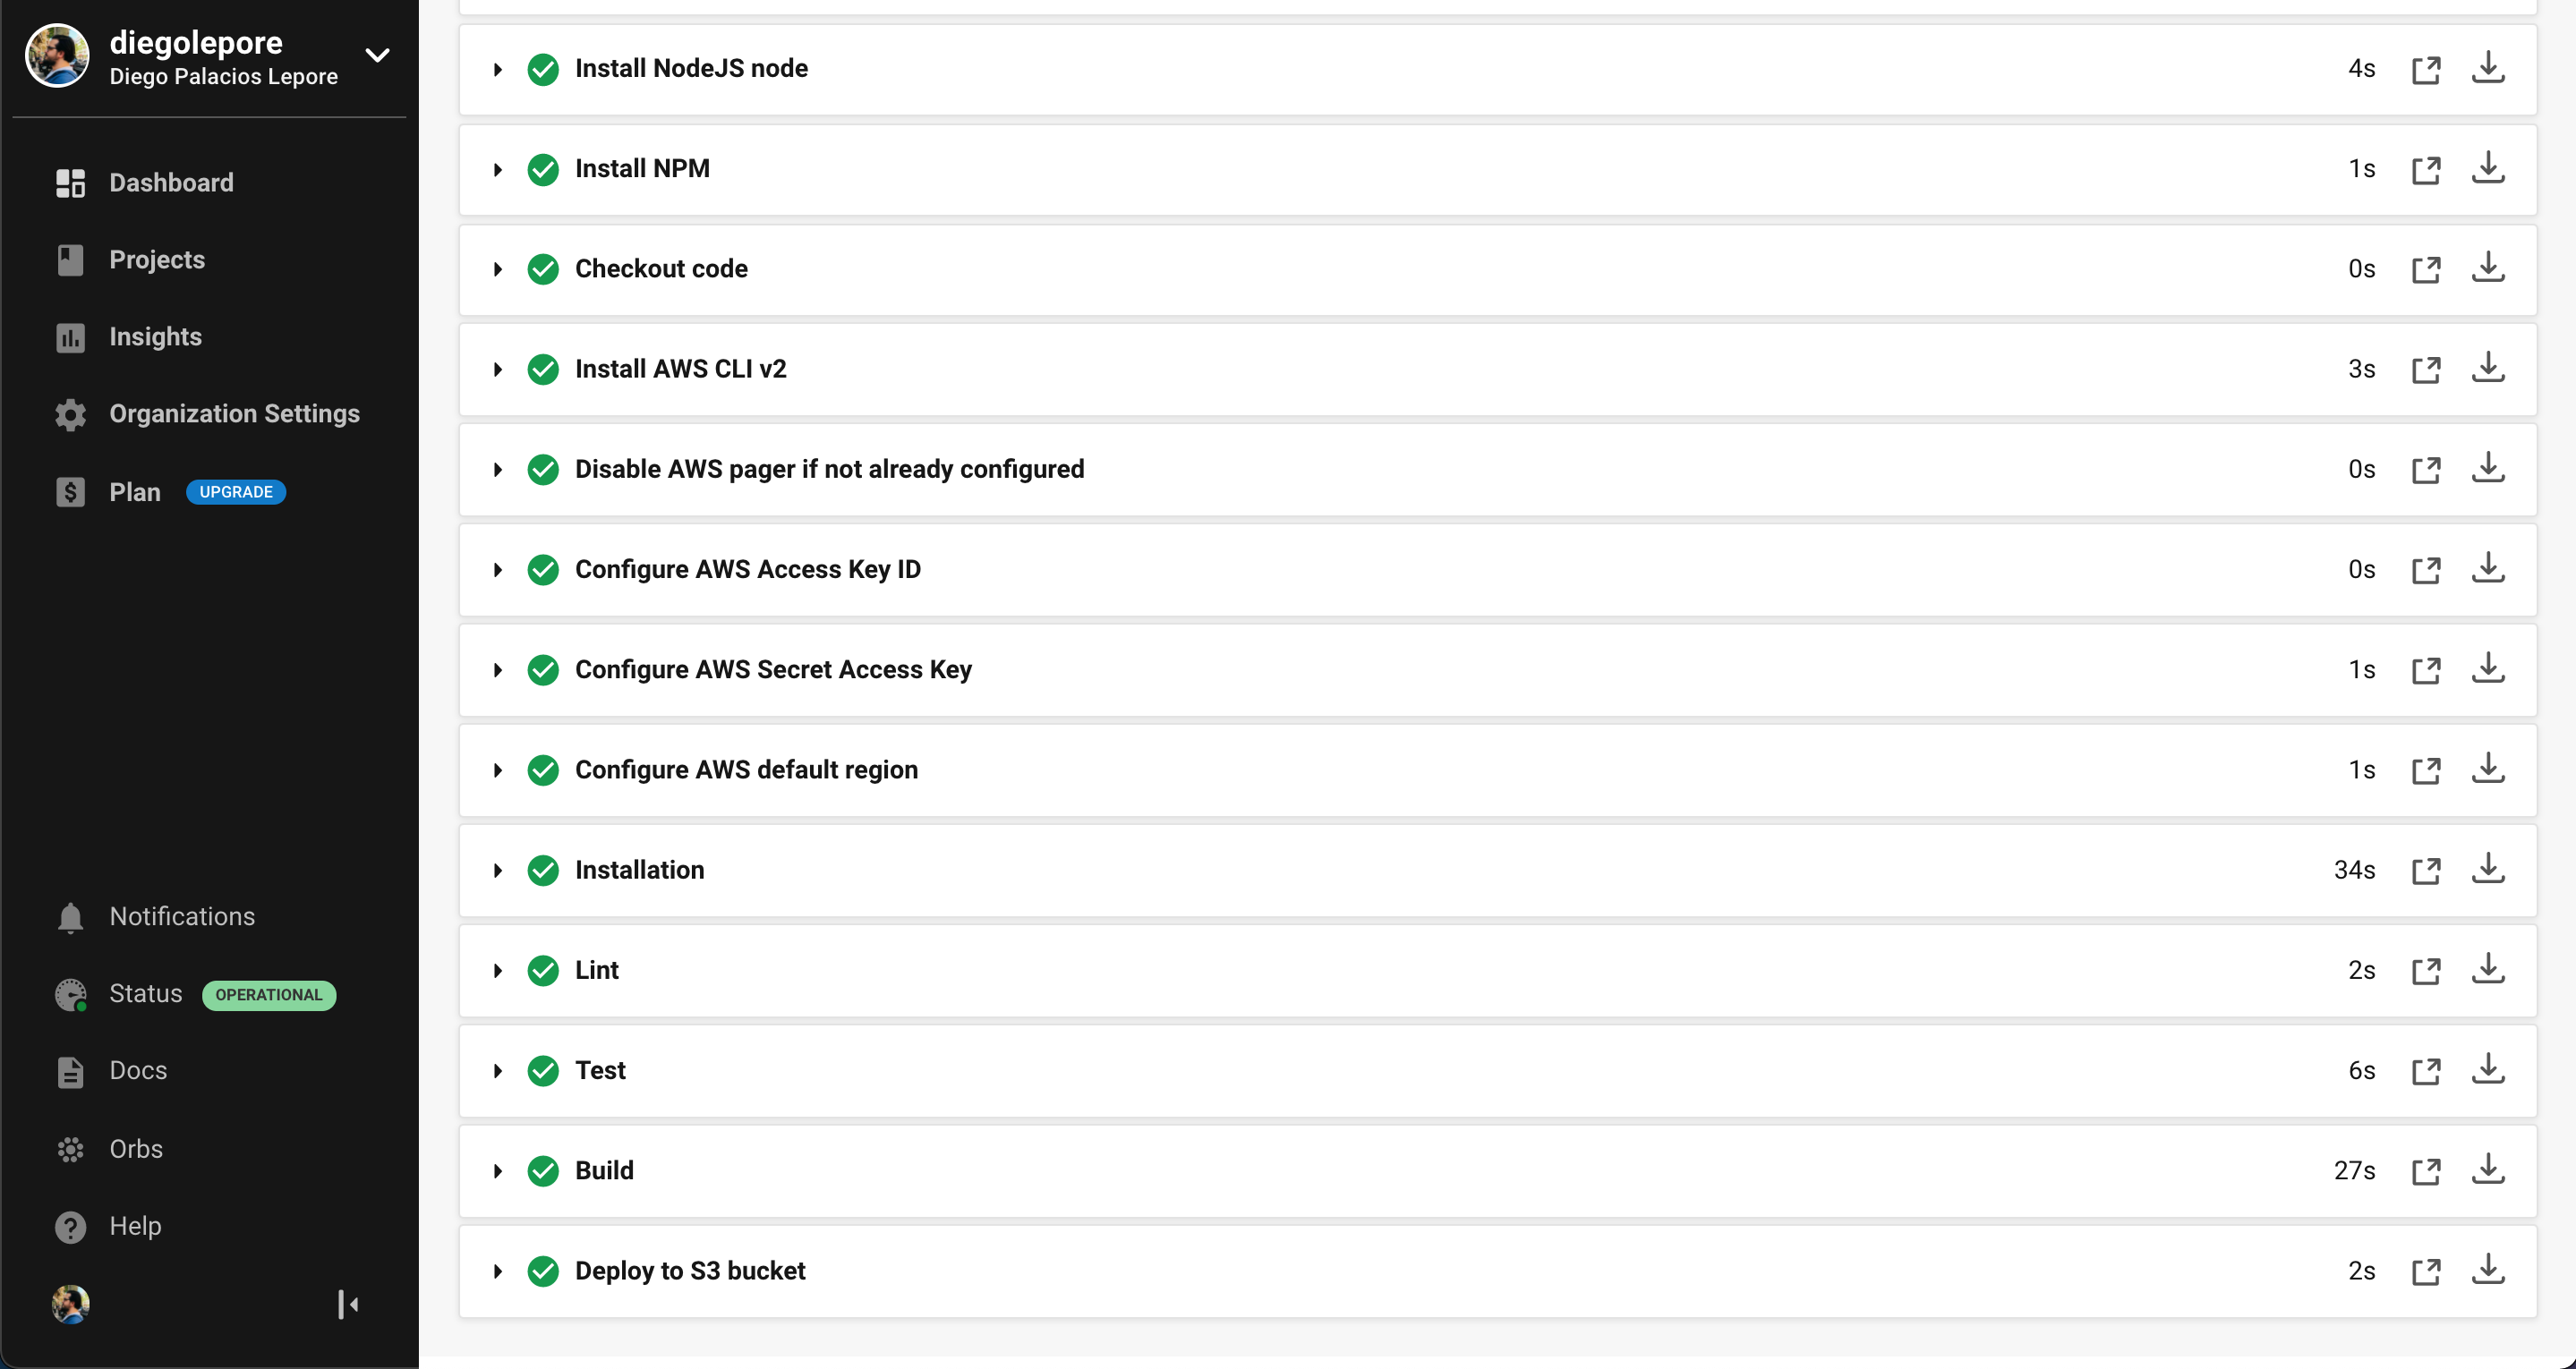 diegolepore
Diego Palacios Lepore
Dashboard
Projects
Insights
Organization Settings
Plan UPGRADE
Notifications
Status OPERATIONAL
Docs
Orbs
Help
Install NodeJS node 4s
Install NPM 1s
Checkout code 0s
Install AWS CLI v2 3s
Disable AWS pager if not already configured 0s
Configure AWS Access Key ID 0s
Configure AWS Secret Access Key 1s
Configure AWS default region 1s
Installation 34s
Lint 2s
Test 6s
Build 27s
Deploy to S3 bucket 2s